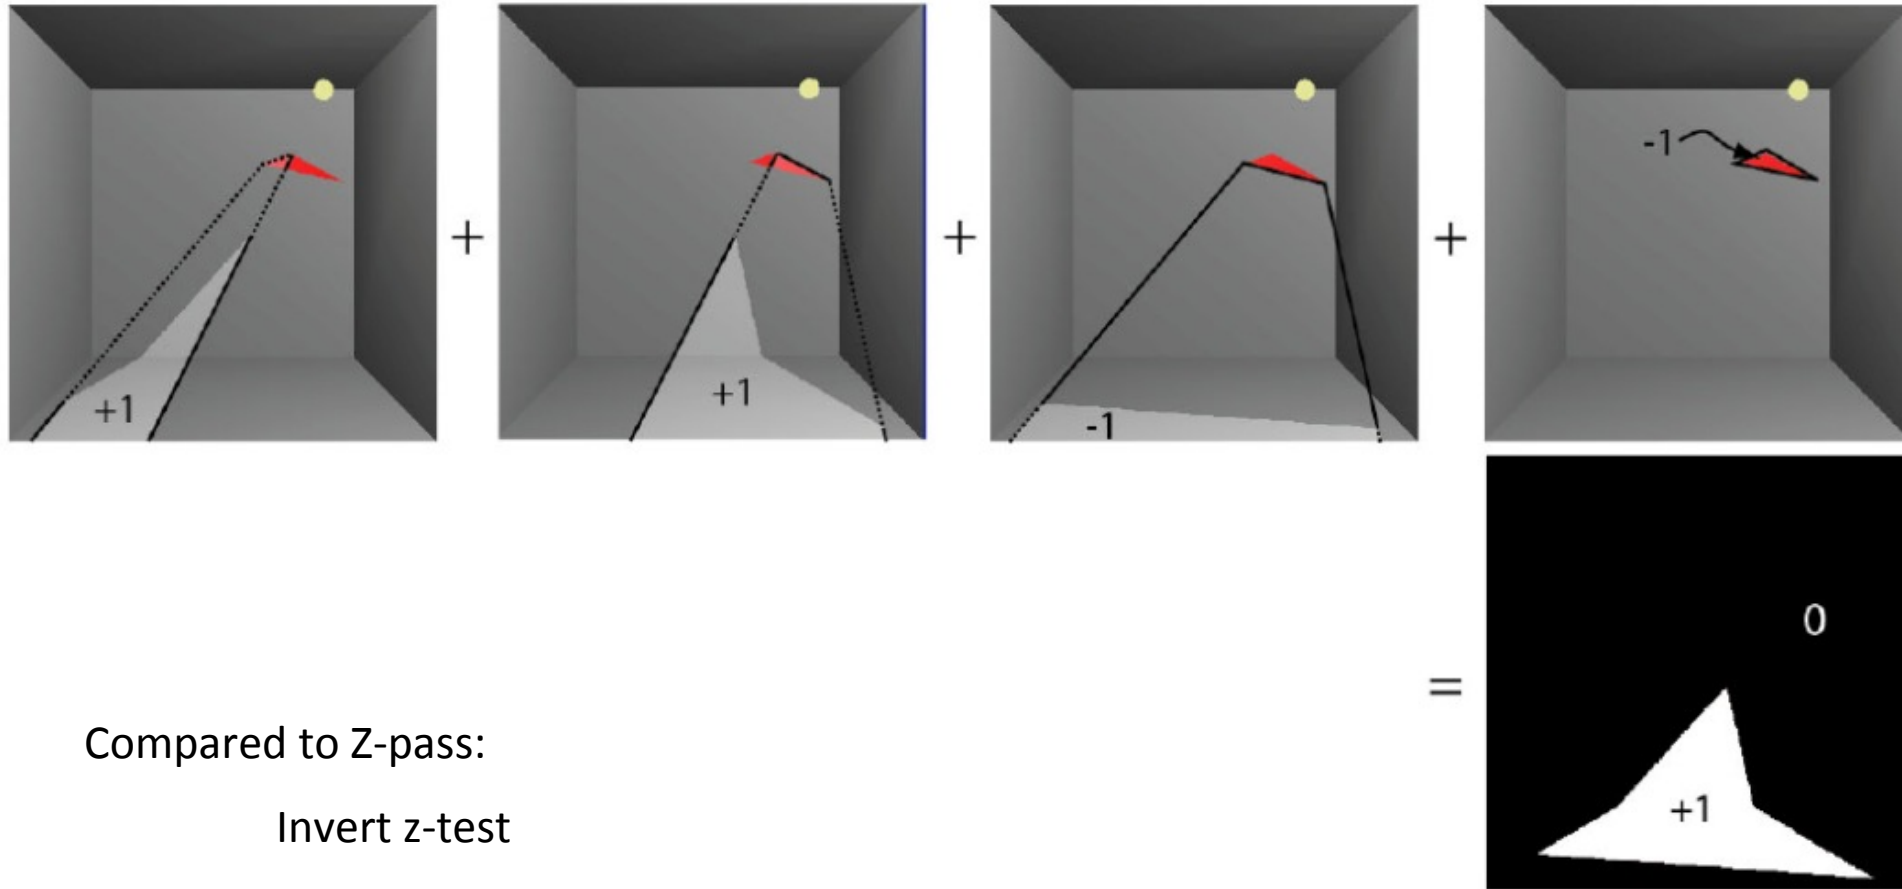 -1
+ + +
+1 +1 -1
0
=
Compared to Z-pass:
+1
Invert z-test